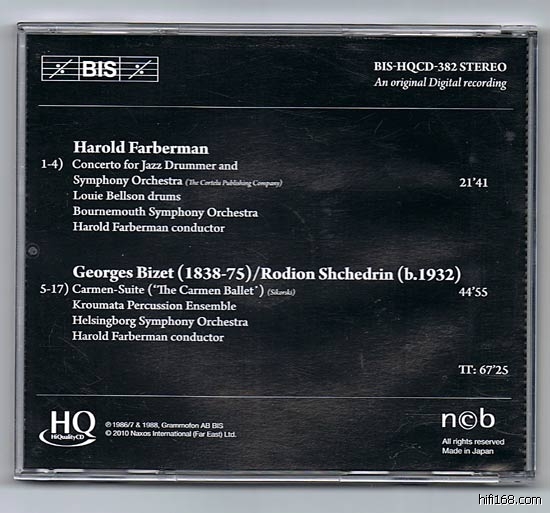 BIS
BIS-HQCD-382 STEREO
An original Digital recording
Harold Farberman
1-4) Concerto for Jazz Drummer and
Symphony Orchestra (The Cortelu Publishing Company) 21'41
Louie Bellson drums
Bournemouth Symphony Orchestra
Harold Farberman conductor
Georges Bizet (1838-75)/Rodion Shchedrin (b.1932)
5-17) Carmen-Suite ('The Carmen Ballet') (Sikorski) 44'55
Kroumata Percussion Ensemble
Helsingborg Symphony Orchestra
Harold Farberman conductor
TT: 67'25
HQ
HiQualityCD
℗ 1986/7 & 1988, Grammofon AB BIS
© 2010 Naxos International (Far East) Ltd.
n©b
All rights reserved
Made in Japan
hifi168.com